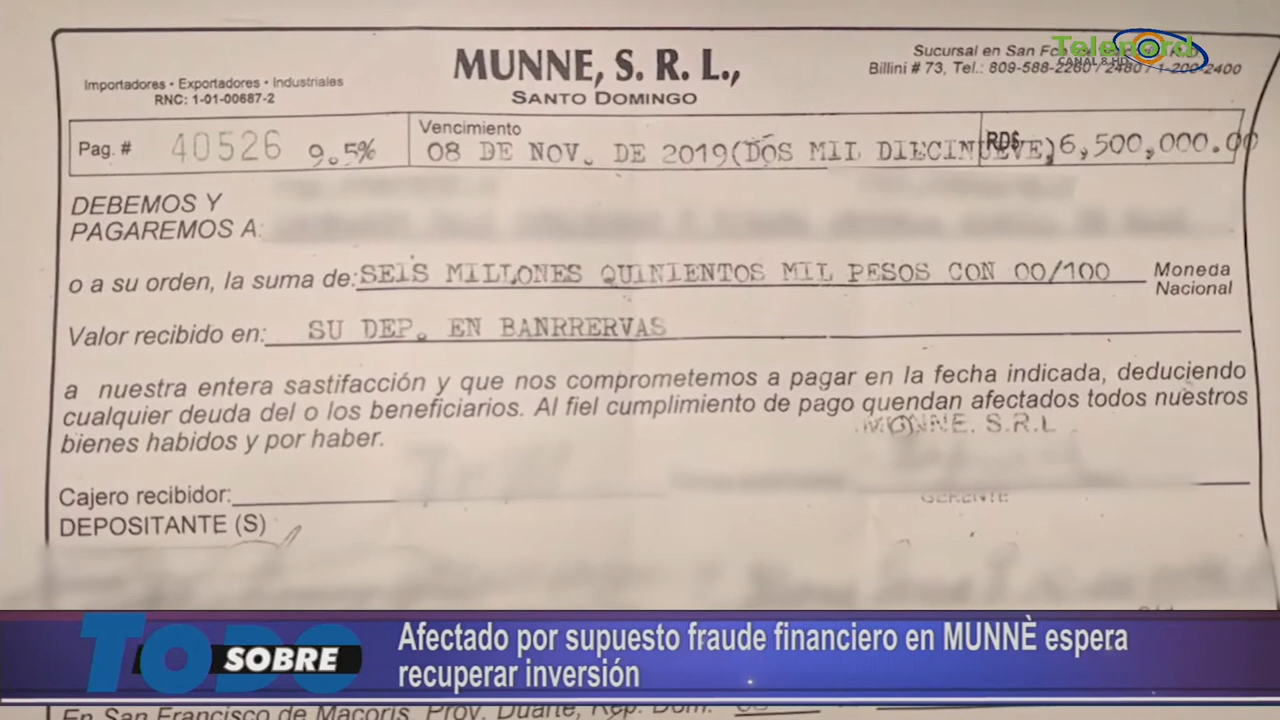 MUNNE, S. R. L.,
SANTO DOMINGO
Importadores • Exportadores • Industriales
RNC: 1-01-00687-2
Sucursal en San
Telenord
CANAL 8 HD
Billini # 73, Tel.: 809-588-2260 / 2480 / 1-200-2400
Pag. # 40526 9.5%
Vencimiento
08 DE NOV. DE 2019(DOS MIL DIECINUEVE)
RD$ 6,500,000.00
DEBEMOS Y
PAGAREMOS A:
o a su orden, la suma de: SEIS MILLONES QUINIENTOS MIL PESOS CON 00/100 Moneda
Nacional
Valor recibido en: SU DEP. EN BANRRERVAS
a nuestra entera sastifacción y que nos comprometemos a pagar en la fecha indicada, deduciendo
cualquier deuda del o los beneficiarios. Al fiel cumplimiento de pago quendan afectados todos nuestros
bienes habidos y por haber.
MUNNE, S.R.L
Cajero recibidor:
GERENTE
DEPOSITANTE (S)
TODO SOBRE
Afectado por supuesto fraude financiero en MUNNÈ espera
recuperar inversión
En San Francisco de Macorís, Prov. Duarte, Rep. Dom.